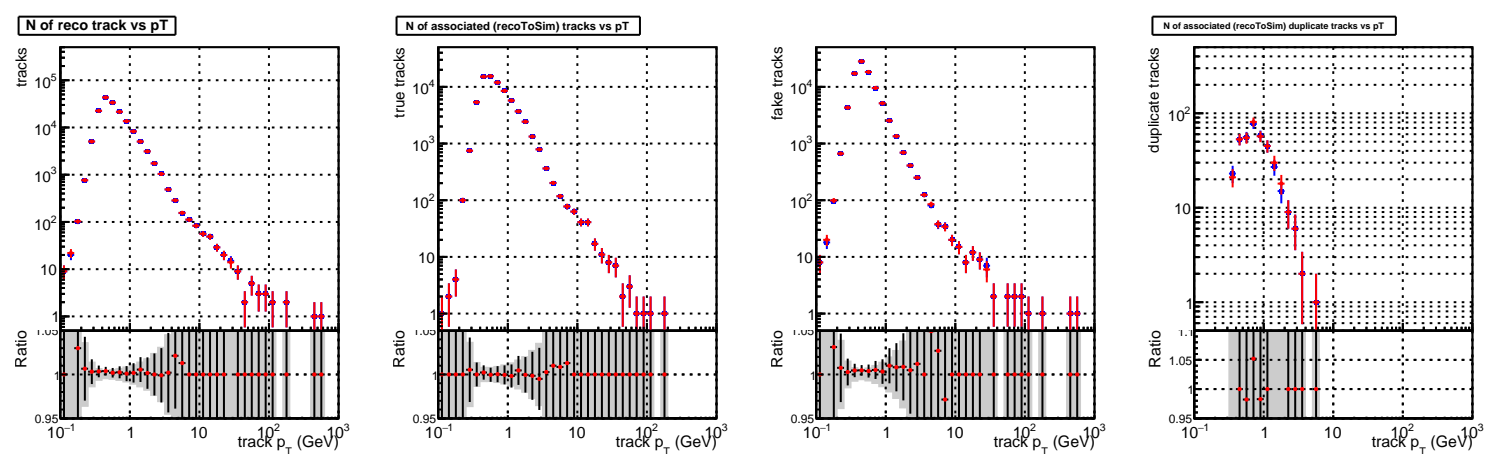 N of reco track vs pT
tracks
10^5
10^4
10^3
10^2
10
1
Ratio
1.05
1
0.95
10^−1 1 10 10^2 10^3
track p_T (GeV)
N of associated (recoToSim) tracks vs pT
true tracks
10^4
10^3
10^2
10
1
Ratio
1.05
1
0.95
10^−1 1 10 10^2 10^3
track p_T (GeV)
fake tracks
10^4
10^3
10^2
10
1
Ratio
1.05
1
0.95
10^−1 1 10 10^2 10^3
track p_T (GeV)
N of associated (recoToSim) duplicate tracks vs pT
duplicate tracks
10^2
10
1
Ratio
1.1
1.05
1
0.95
10^−1 1 10 10^2 10^3
track p_T (GeV)